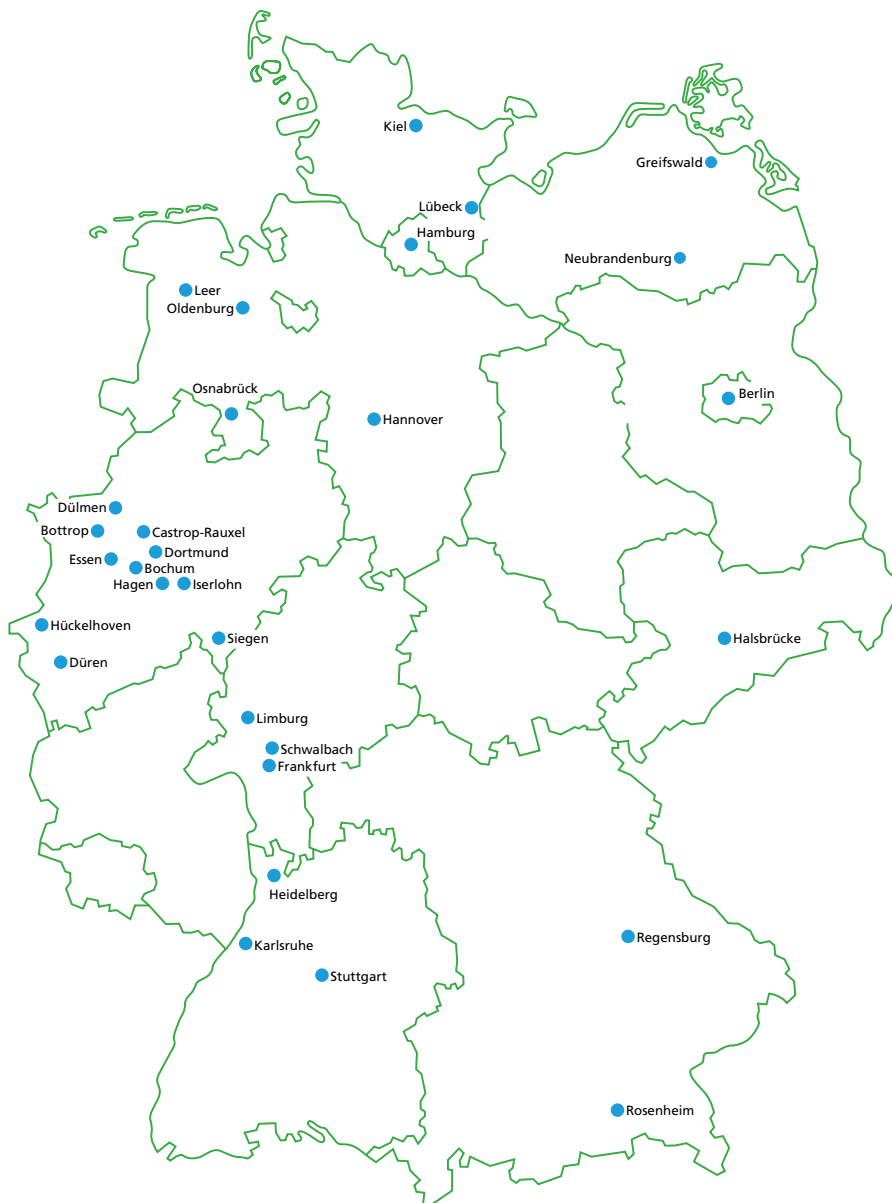 Kiel
Greifswald
Lübeck
Hamburg
Neubrandenburg
Leer
Oldenburg
Osnabrück
Berlin
Hannover
Dülmen
Bottrop
Castrop-Rauxel
Dortmund
Essen
Bochum
Hagen
Iserlohn
Hückelhoven
Siegen
Halsbrücke
Düren
Limburg
Schwalbach
Frankfurt
Heidelberg
Regensburg
Karlsruhe
Stuttgart
Rosenheim